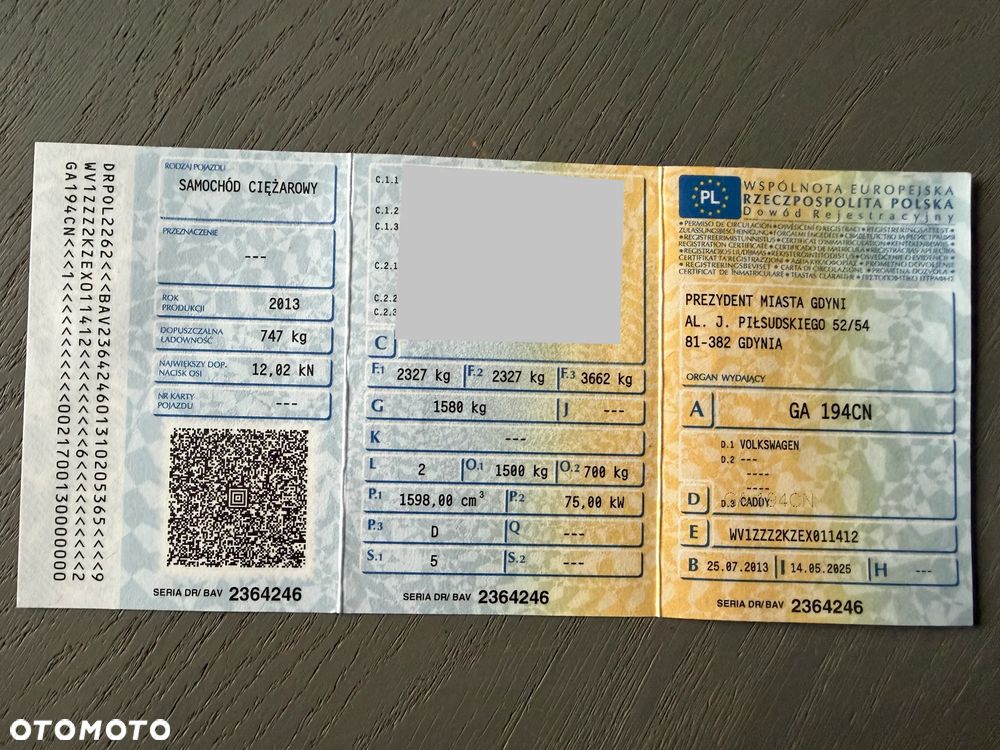 DRPOL2262<<BAV23642460131020536 5<<<9
WV1ZZZ2KZEX011412<<<<<<<6<<<<<<<2
GA194CN<<1<<<<<<<<<<<0021700130000000
RODZAJ POJAZDU
SAMOCHÓD CIĘŻAROWY
PRZEZNACZENIE
---
ROK PRODUKCJI 2013
DOPUSZCZALNA ŁADOWNOŚĆ 747 kg
NAJWIĘKSZY DOP. NACISK OSI 12,02 kN
NR KARTY POJAZDU ---
SERIA DR/ BAV 2364246
C.1.1
C.1.2
C.1.3
C.2.1
C.2.2
C.2.3
C
F.1 2327 kg F.2 2327 kg F.3 3662 kg
G 1580 kg J ---
K ---
L 2 O.1 1500 kg O.2 700 kg
P.1 1598,00 cm³ P.2 75,00 kW
P.3 D Q ---
S.1 5 S.2 ---
SERIA DR/ BAV 2364246
PL
WSPÓLNOTA EUROPEJSKA
RZECZPOSPOLITA POLSKA
Dowód Rejestracyjny
PREZYDENT MIASTA GDYNI
AL. J. PIŁSUDSKIEGO 52/54
81-382 GDYNIA
ORGAN WYDAJĄCY
A GA 194CN
D.1 VOLKSWAGEN
D.2 ---
----
----
D D.3 CADDY
E WV1ZZZ2KZEX011412
B 25.07.2013 I 14.05.2025 H ---
SERIA DR/ BAV 2364246
OTOMOTO